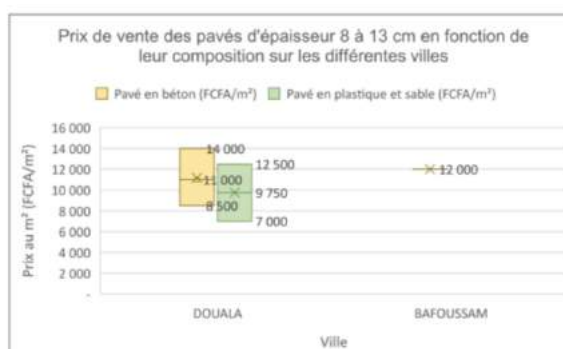 Prix de vente des pavés d'épaisseur 8 à 13 cm en fonction de
leur composition sur les différentes villes
Pavé en béton (FCFA/m²) Pavé en plastique et sable (FCFA/m²)
Prix au m² (FCFA/m²)
16 000
14 000
12 000
10 000
8 000
6 000
4 000
2 000
-
14 000
11 000
8 500
12 500
9 750
7 000
12 000
DOUALA BAFOUSSAM
Ville